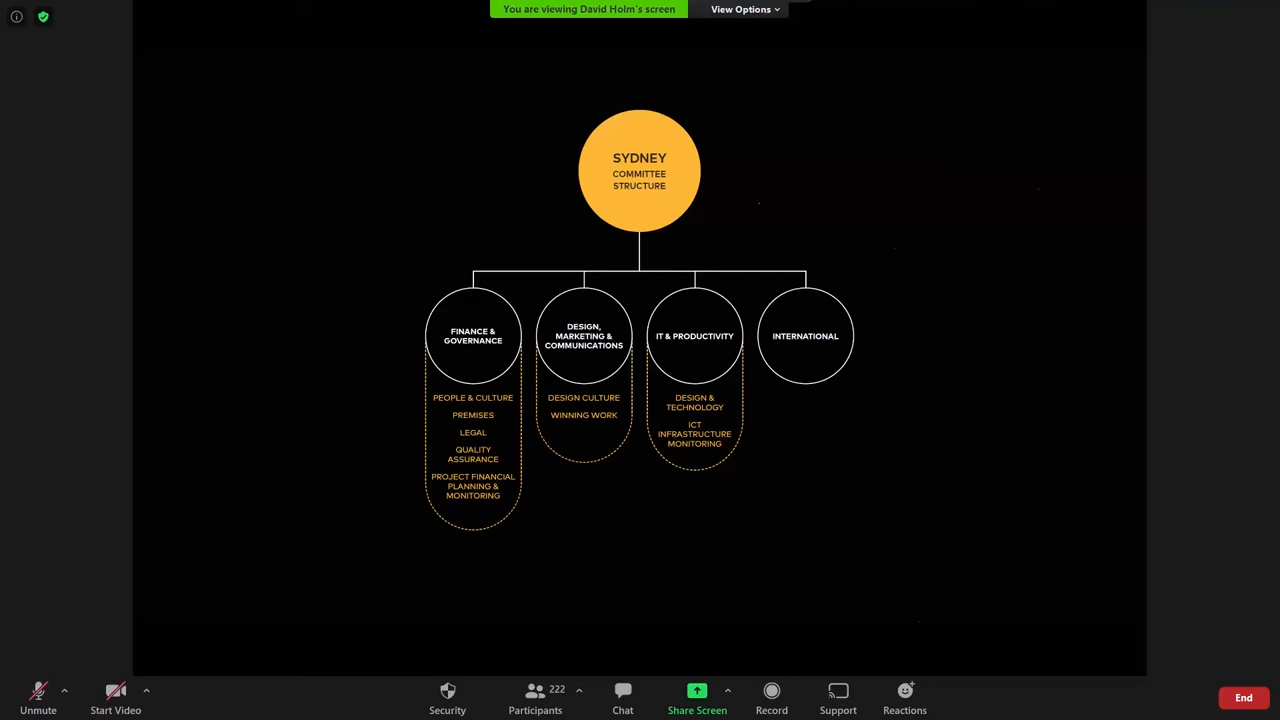 You are viewing David Holm's screen
View Options
SYDNEY
COMMITTEE
STRUCTURE
FINANCE &
GOVERNANCE
DESIGN,
MARKETING &
COMMUNICATIONS
IT & PRODUCTIVITY
INTERNATIONAL
PEOPLE & CULTURE
PREMISES
LEGAL
QUALITY
ASSURANCE
PROJECT FINANCIAL
PLANNING &
MONITORING
DESIGN CULTURE
WINNING WORK
DESIGN &
TECHNOLOGY
ICT
INFRASTRUCTURE
MONITORING
Unmute
Start Video
Security
222
Participants
Chat
Share Screen
Record
Support
Reactions
End